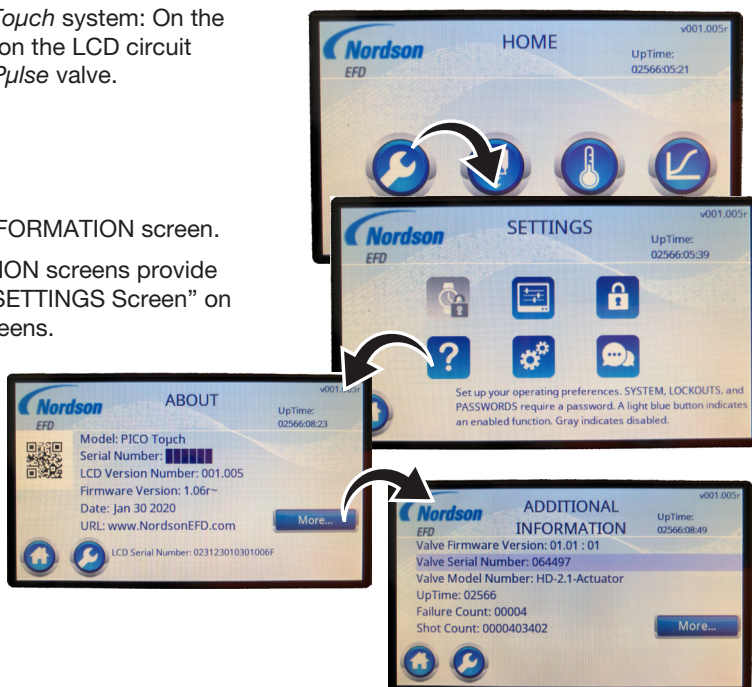 Toµch system: On the
on the LCD circuit
Pµlse valve.
FORMATION screen.
ION screens provide
SETTINGS Screen” on
eens.
v001.005r
Nordson
EFD
HOME
UpTime:
02566:05:21
v001.005r
Nordson
EFD
SETTINGS
UpTime:
02566:05:39
?
Set up your operating preferences. SYSTEM, LOCKOUTS, and
PASSWORDS require a password. A light blue button indicates
an enabled function. Gray indicates disabled.
Nordson
EFD
ABOUT
UpTime:
02566:08:23
Model: PICO Toµch
Serial Number:
LCD Version Number: 001.005
Firmware Version: 1.06r~
Date: Jan 30 2020
URL: www.NordsonEFD.com
More...
LCD Serial Number: 023123010301006F
v001.005r
Nordson
EFD
ADDITIONAL
INFORMATION
UpTime:
02566:08:49
Valve Firmware Version: 01.01 : 01
Valve Serial Number: 064497
Valve Model Number: HD-2.1-Actuator
UpTime: 02566
Failure Count: 00004
Shot Count: 0000403402
More...